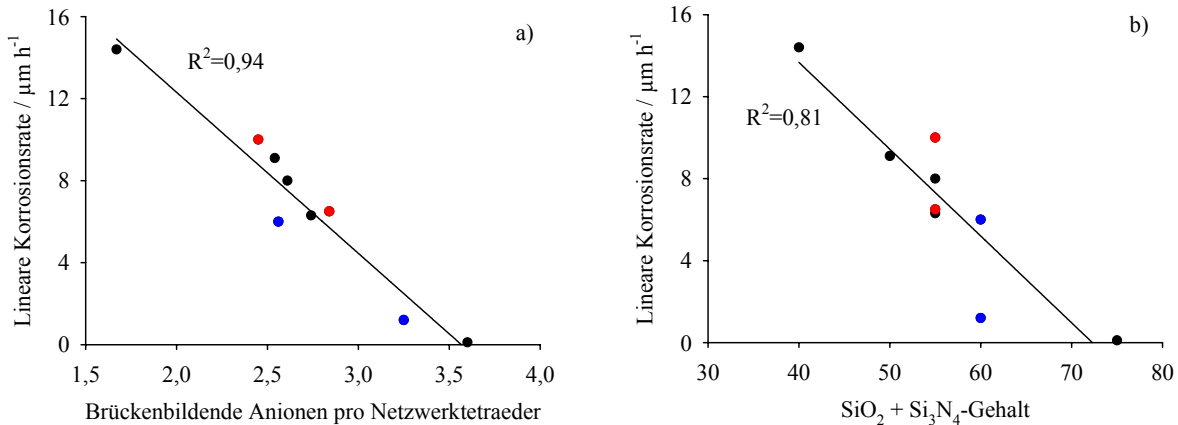 a)
R²=0,94
Lineare Korrosionsrate / µm h⁻¹
16
12
8
4
0
1,5 2,0 2,5 3,0 3,5 4,0
Brückenbildende Anionen pro Netzwerktetraeder
b)
R²=0,81
Lineare Korrosionsrate / µm h⁻¹
16
12
8
4
0
30 40 50 60 70 80
SiO₂ + Si₃N₄-Gehalt